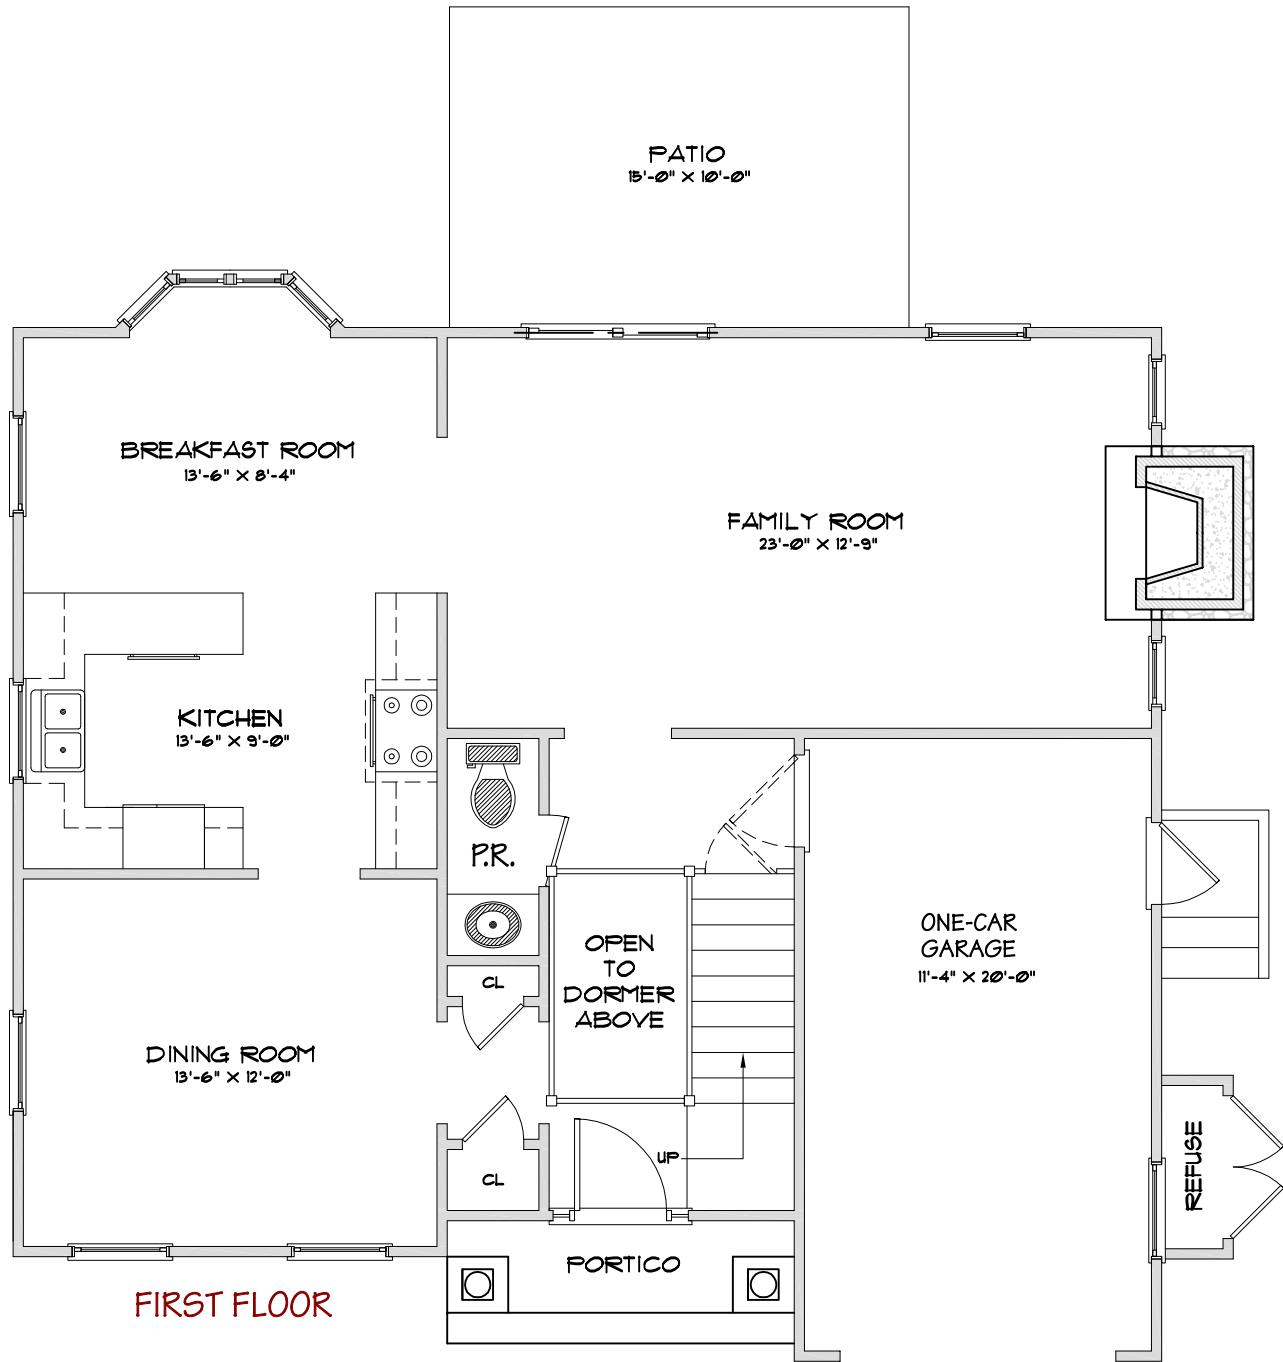 PATIO
15'-0" X 10'-0"
BREAKFAST ROOM
13'-6" X 8'-4"
FAMILY ROOM
23'-0" X 12'-9"
KITCHEN
13'-6" X 9'-0"
P.R.
OPEN
TO
DORMER
ABOVE
ONE-CAR
GARAGE
11'-4" X 20'-0"
CL
DINING ROOM
13'-6" X 12'-0"
UP
CL
REFUSE
PORTICO
FIRST FLOOR